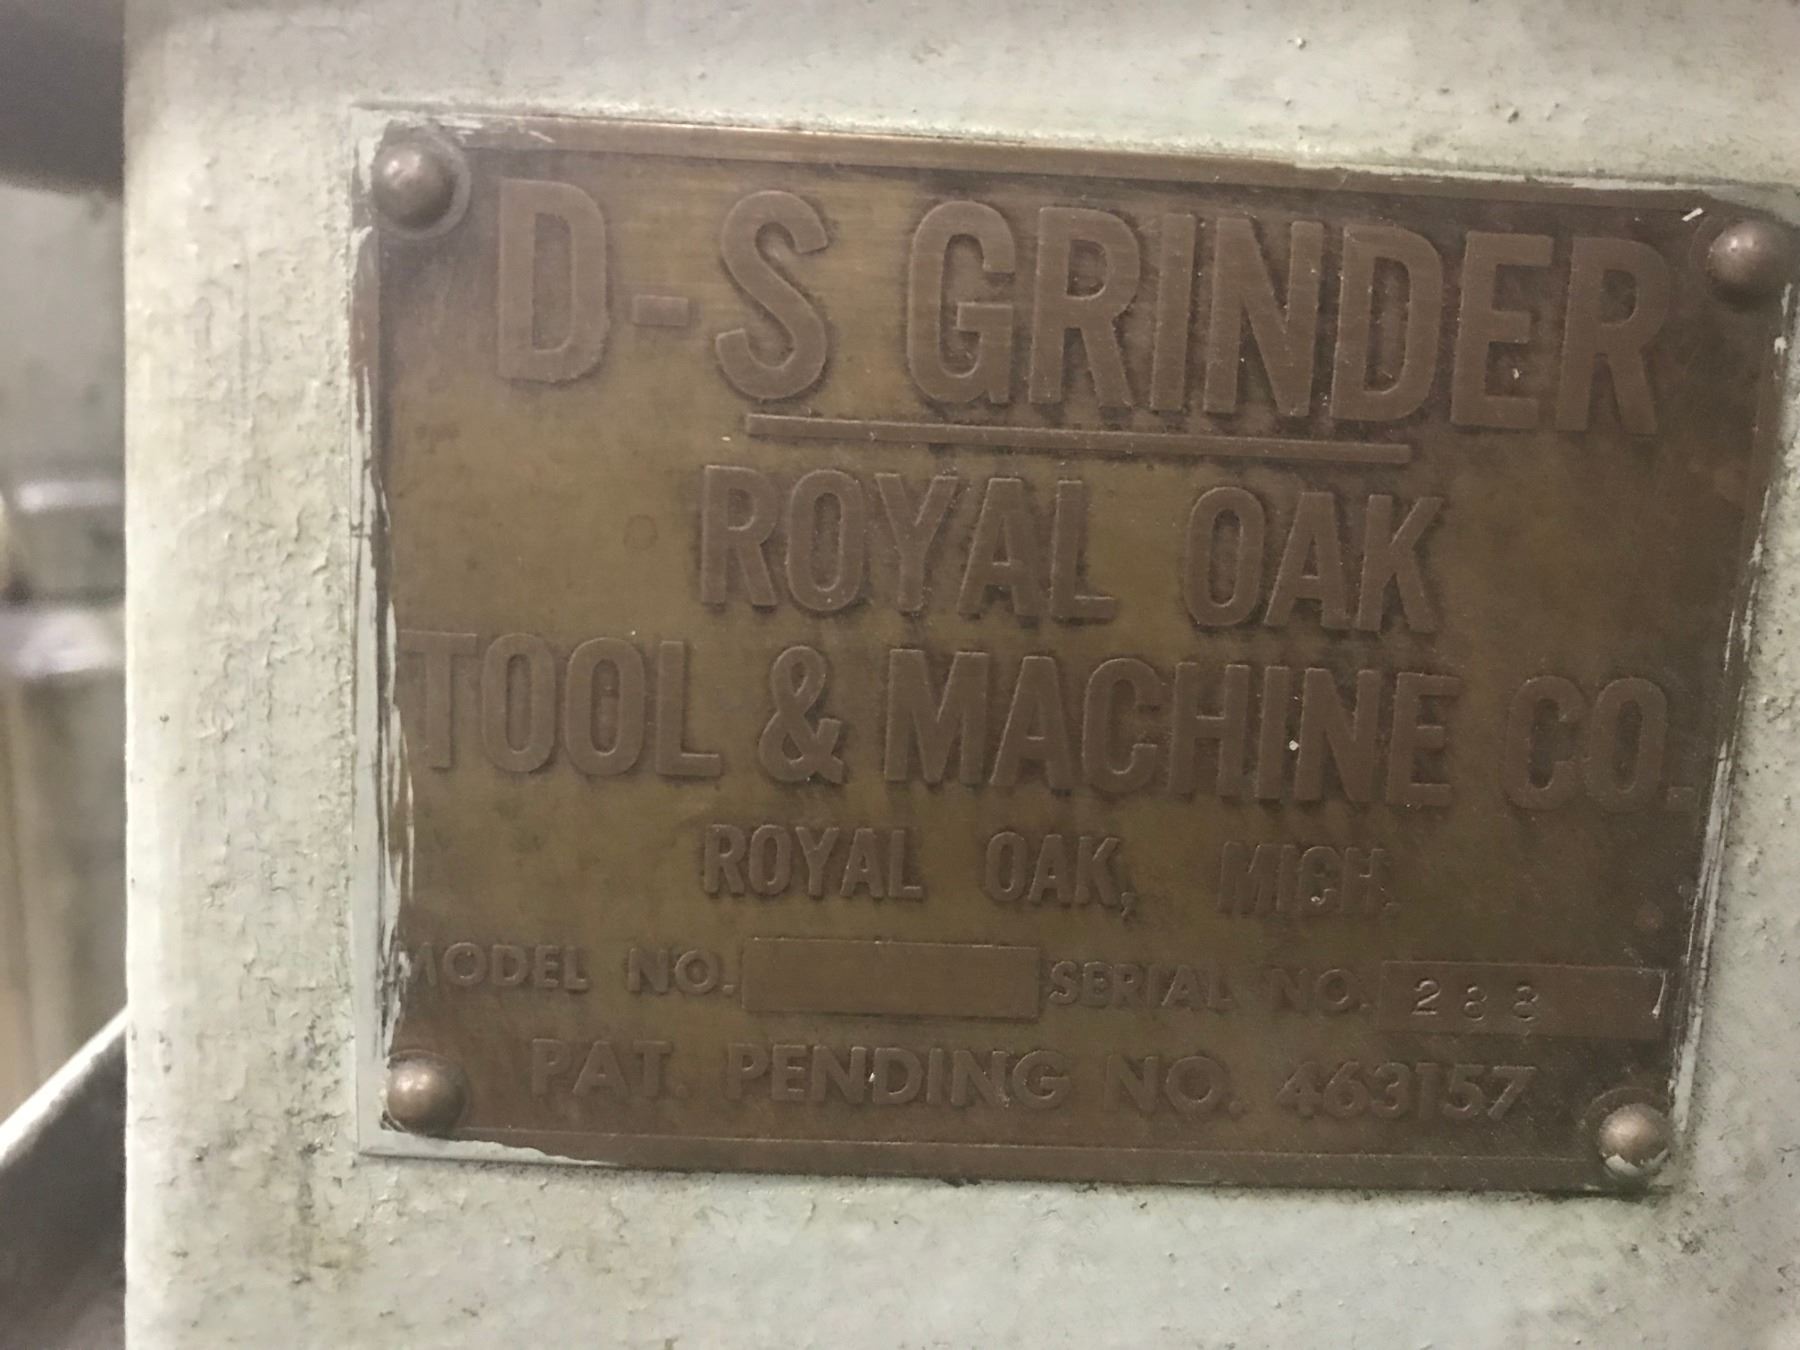 D-S GRINDER
ROYAL OAK
TOOL & MACHINE CO.
ROYAL OAK, MICH.
MODEL NO. SERIAL NO. 288
PAT. PENDING NO. 463157